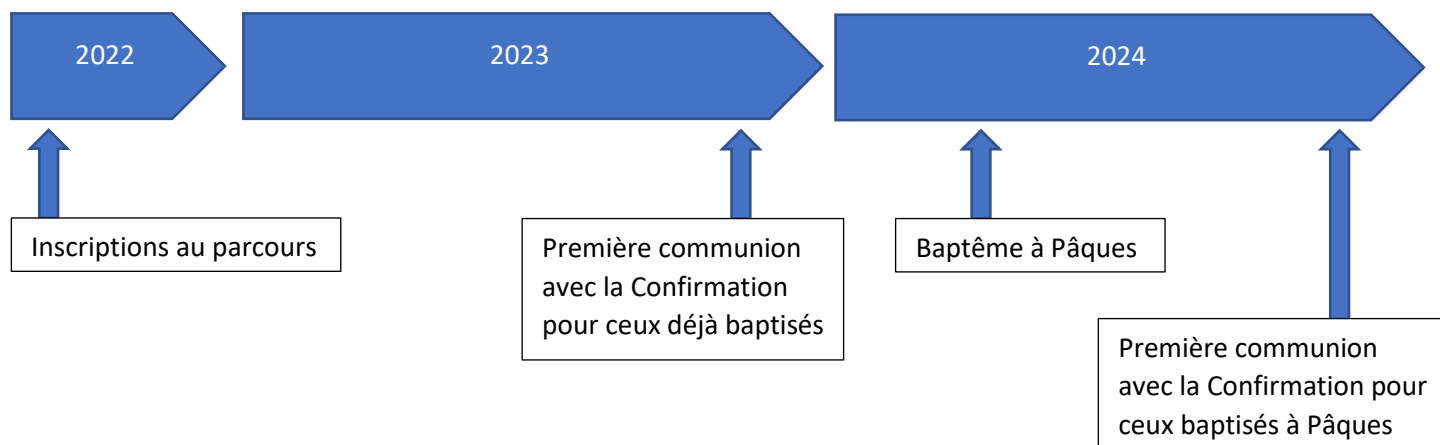 2022
2023
2024
Inscriptions au parcours
Première communion
avec la Confirmation
pour ceux déjà baptisés
Baptême à Pâques
Première communion
avec la Confirmation pour
ceux baptisés à Pâques